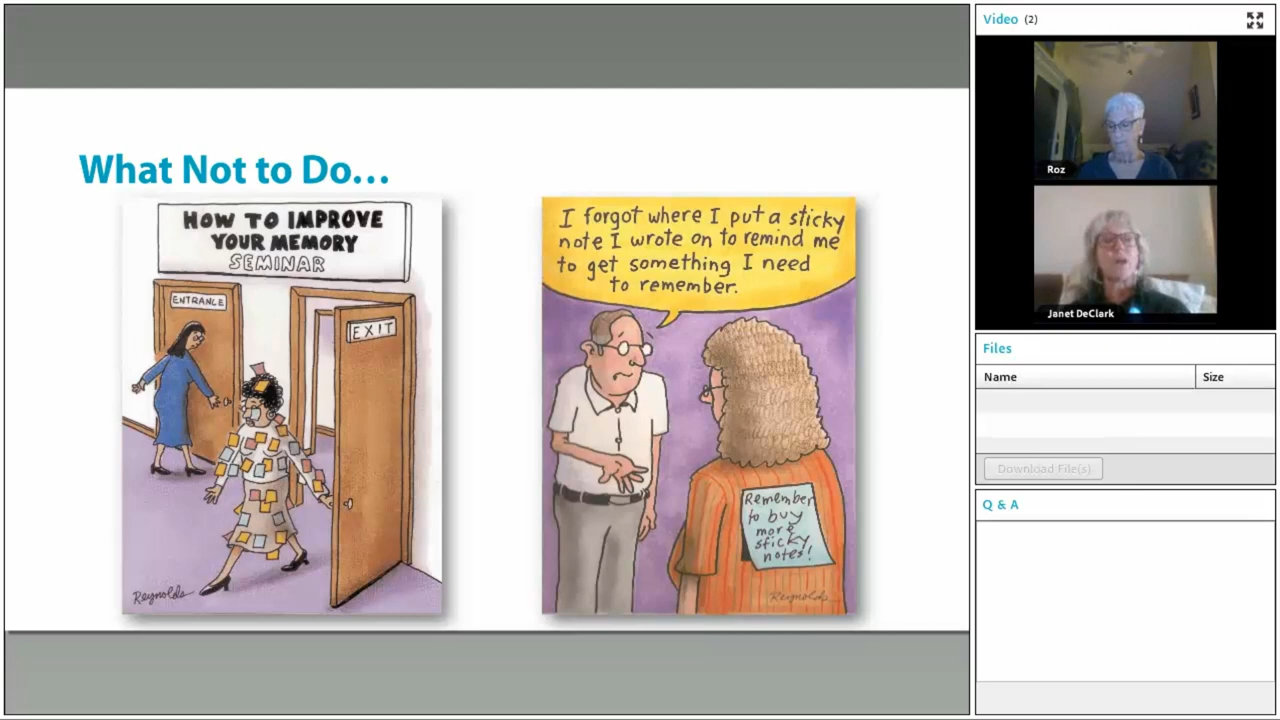 What Not to Do...
HOW TO IMPROVE
YOUR MEMORY
SEMINAR
ENTRANCE
EXIT
Reynolds
I forgot where I put a sticky
note I wrote on to remind me
to get something I need
to remember.
Remember
to buy
more
sticky
notes!
Reynolds
Video (2)
Roz
Janet DeClark
Files
Name Size
Download File(s)
Q & A